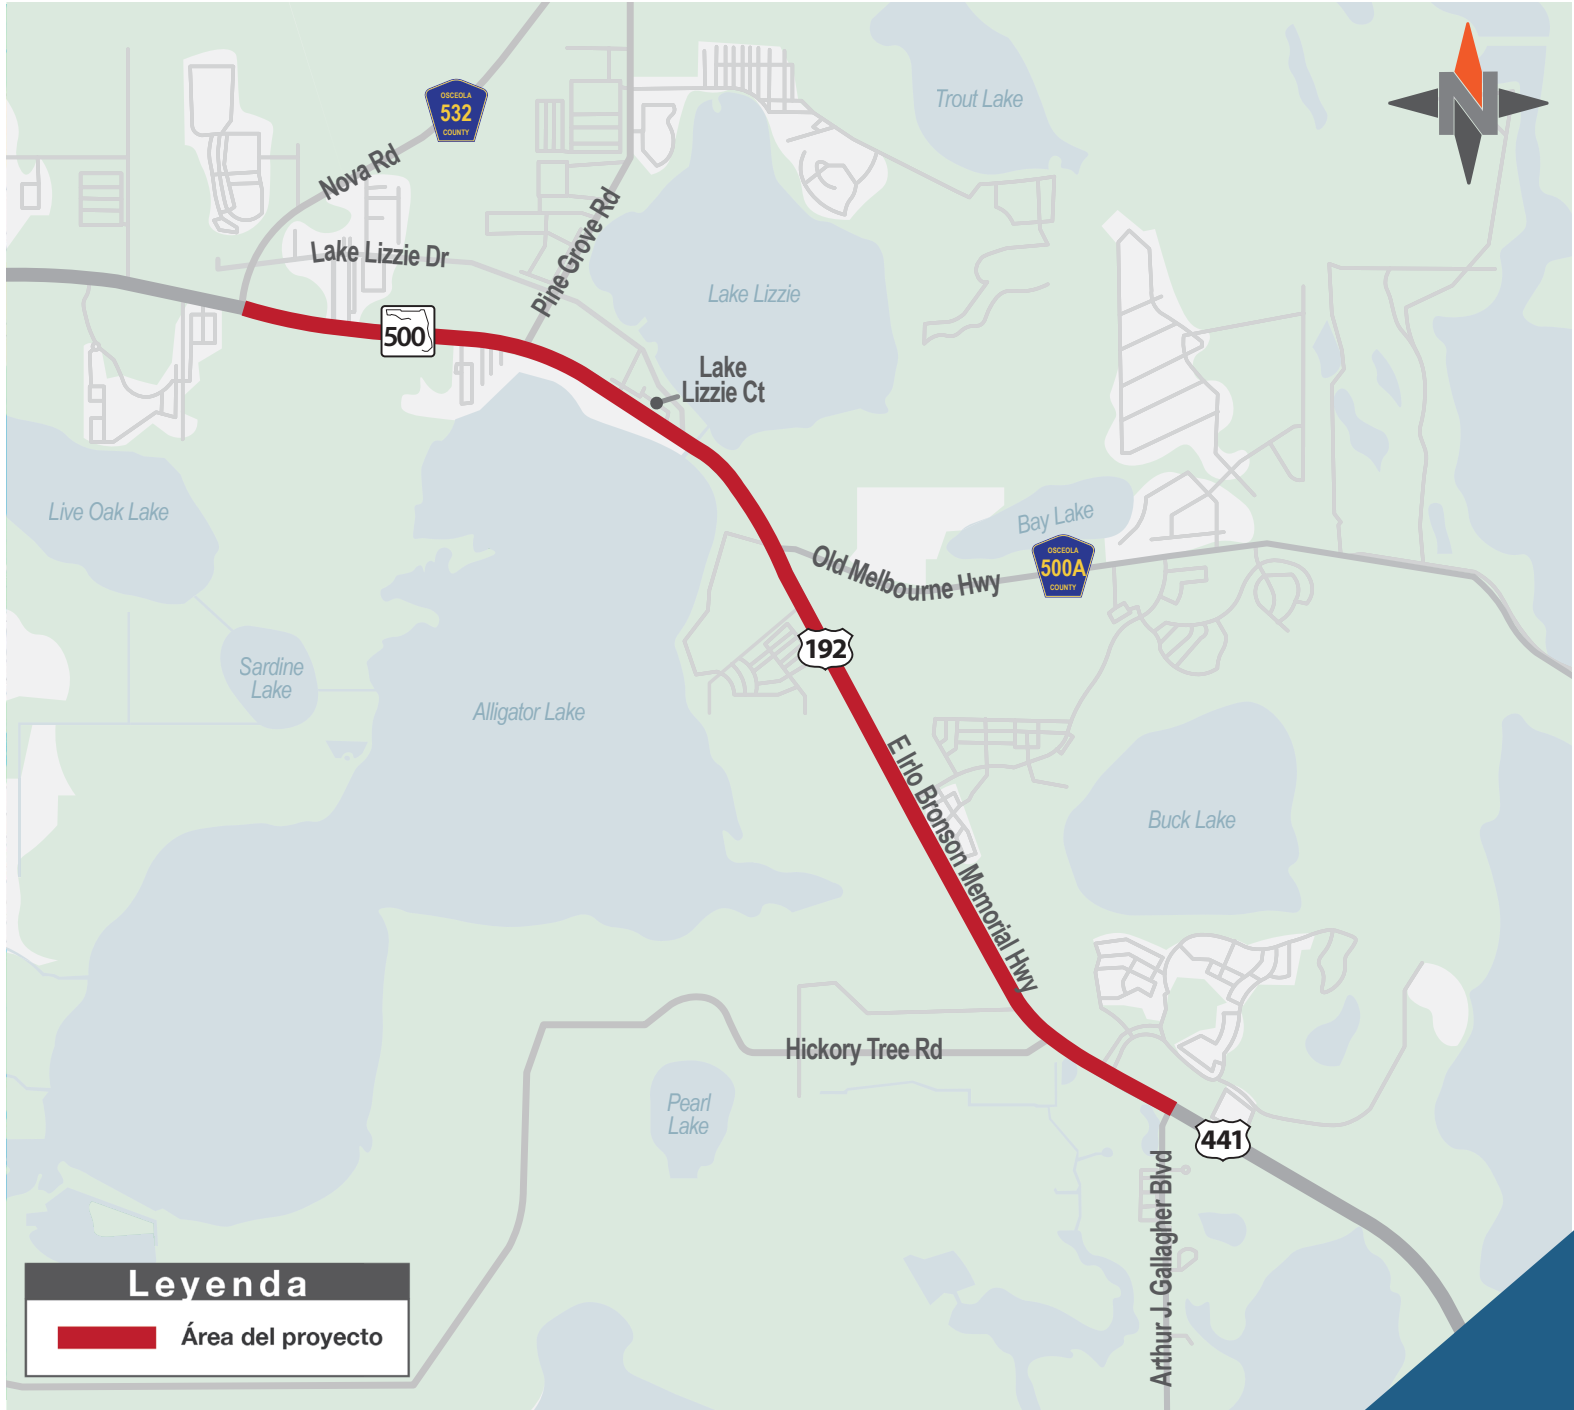 OSCEOLA
532
COUNTY
Trout Lake
N
Nova Rd
Lake Lizzie Dr
Pine Grove Rd
Lake Lizzie
500
Lake
Lizzie Ct
Live Oak Lake
Bay Lake
Old Melbourne Hwy
OSCEOLA
500A
COUNTY
192
Sardine
Lake
Alligator Lake
E Irlo Bronson Memorial Hwy
Buck Lake
Hickory Tree Rd
Pearl
Lake
441
Arthur J. Gallagher Blvd
Leyenda
Área del proyecto